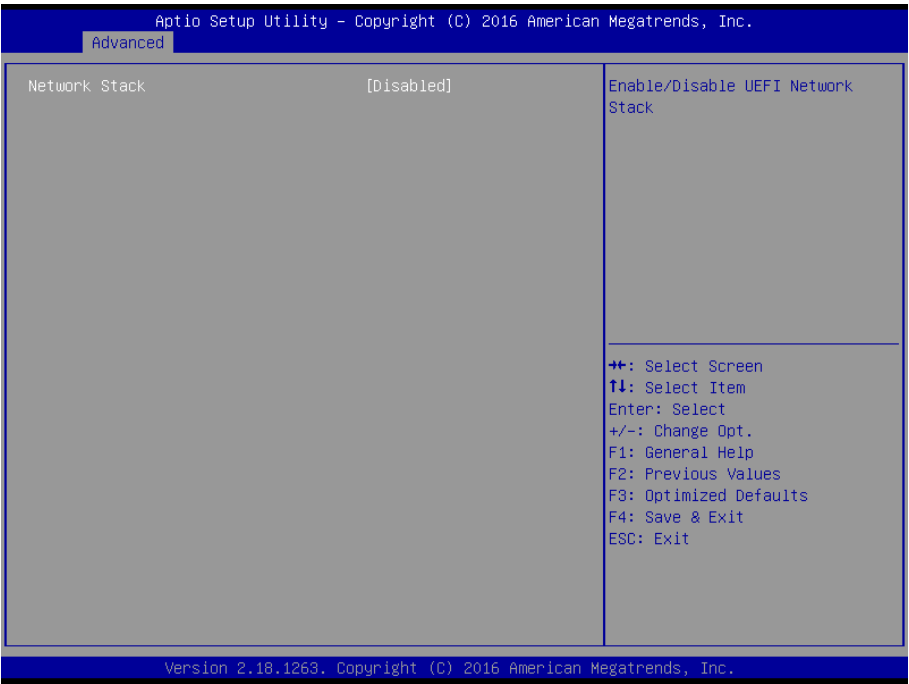 Aptio Setup Utility – Copyright (C) 2016 American Megatrends, Inc.
Advanced
Network Stack [Disabled]
Enable/Disable UEFI Network
Stack
→←: Select Screen
↑↓: Select Item
Enter: Select
+/-: Change Opt.
F1: General Help
F2: Previous Values
F3: Optimized Defaults
F4: Save & Exit
ESC: Exit
Version 2.18.1263. Copyright (C) 2016 American Megatrends, Inc.